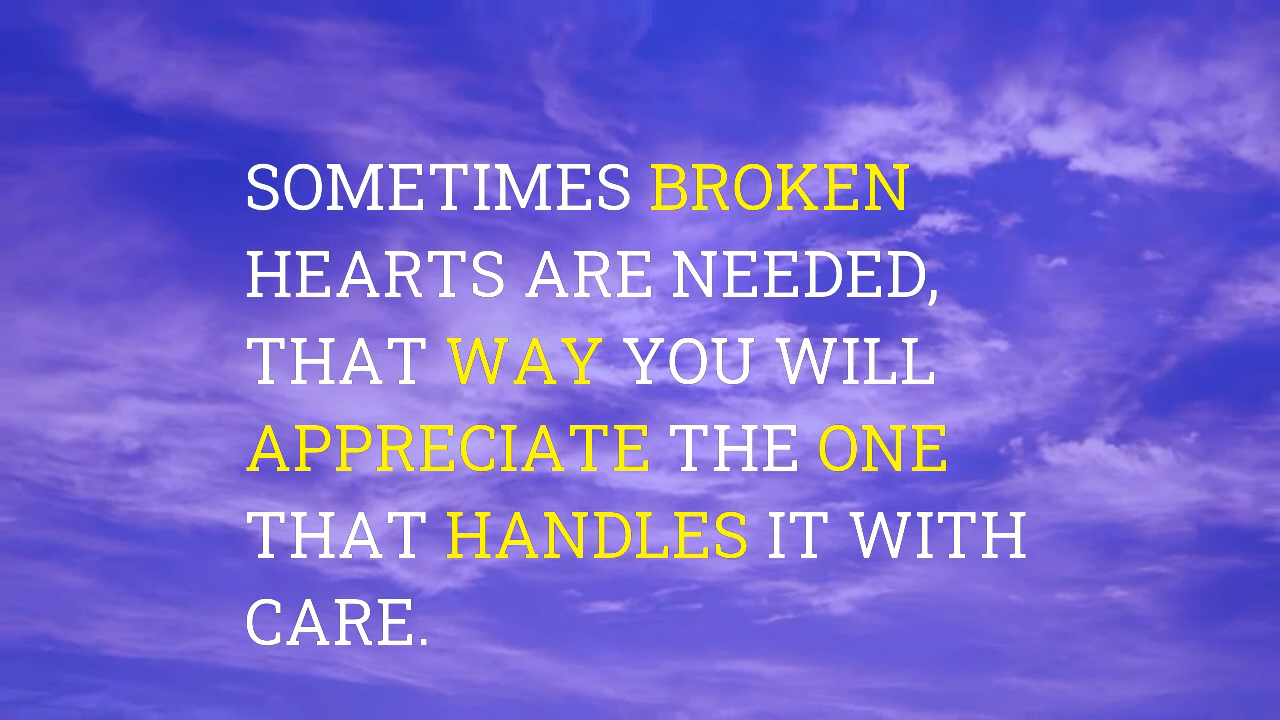 SOMETIMES BROKEN
HEARTS ARE NEEDED,
THAT WAY YOU WILL
APPRECIATE THE ONE
THAT HANDLES IT WITH
CARE.